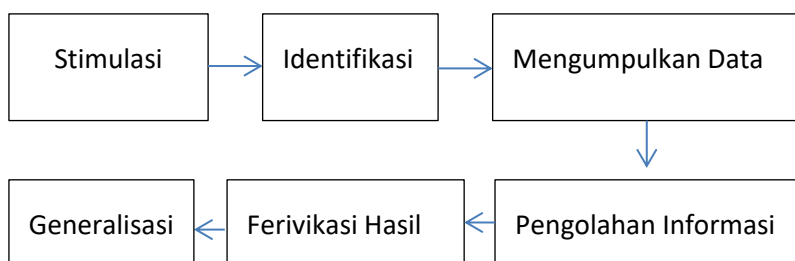 Stimulasi
Identifikasi
Mengumpulkan Data
Pengolahan Informasi
Ferivikasi Hasil
Generalisasi